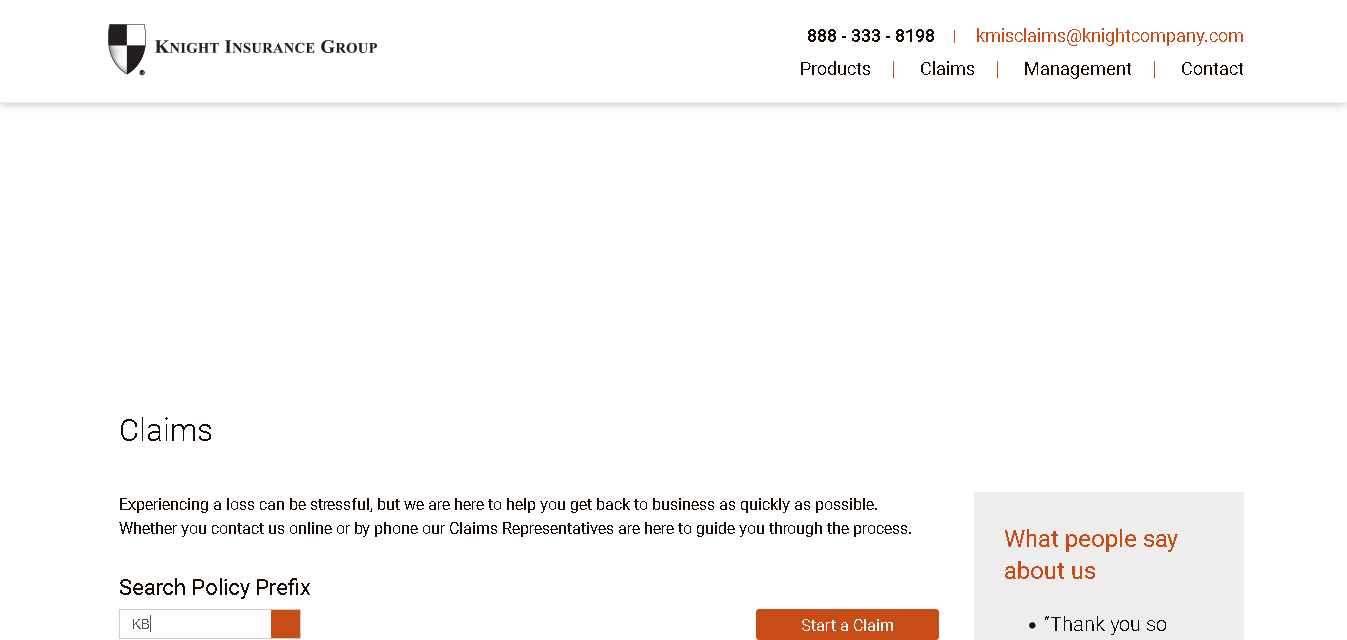 KNIGHT INSURANCE GROUP
®
888 - 333 - 8198 | kmisclaims@knightcompany.com
Products | Claims | Management | Contact
Claims
Experiencing a loss can be stressful, but we are here to help you get back to business as quickly as possible.
Whether you contact us online or by phone our Claims Representatives are here to guide you through the process.
Search Policy Prefix
KB
Start a Claim
What people say
about us
• “Thank you so